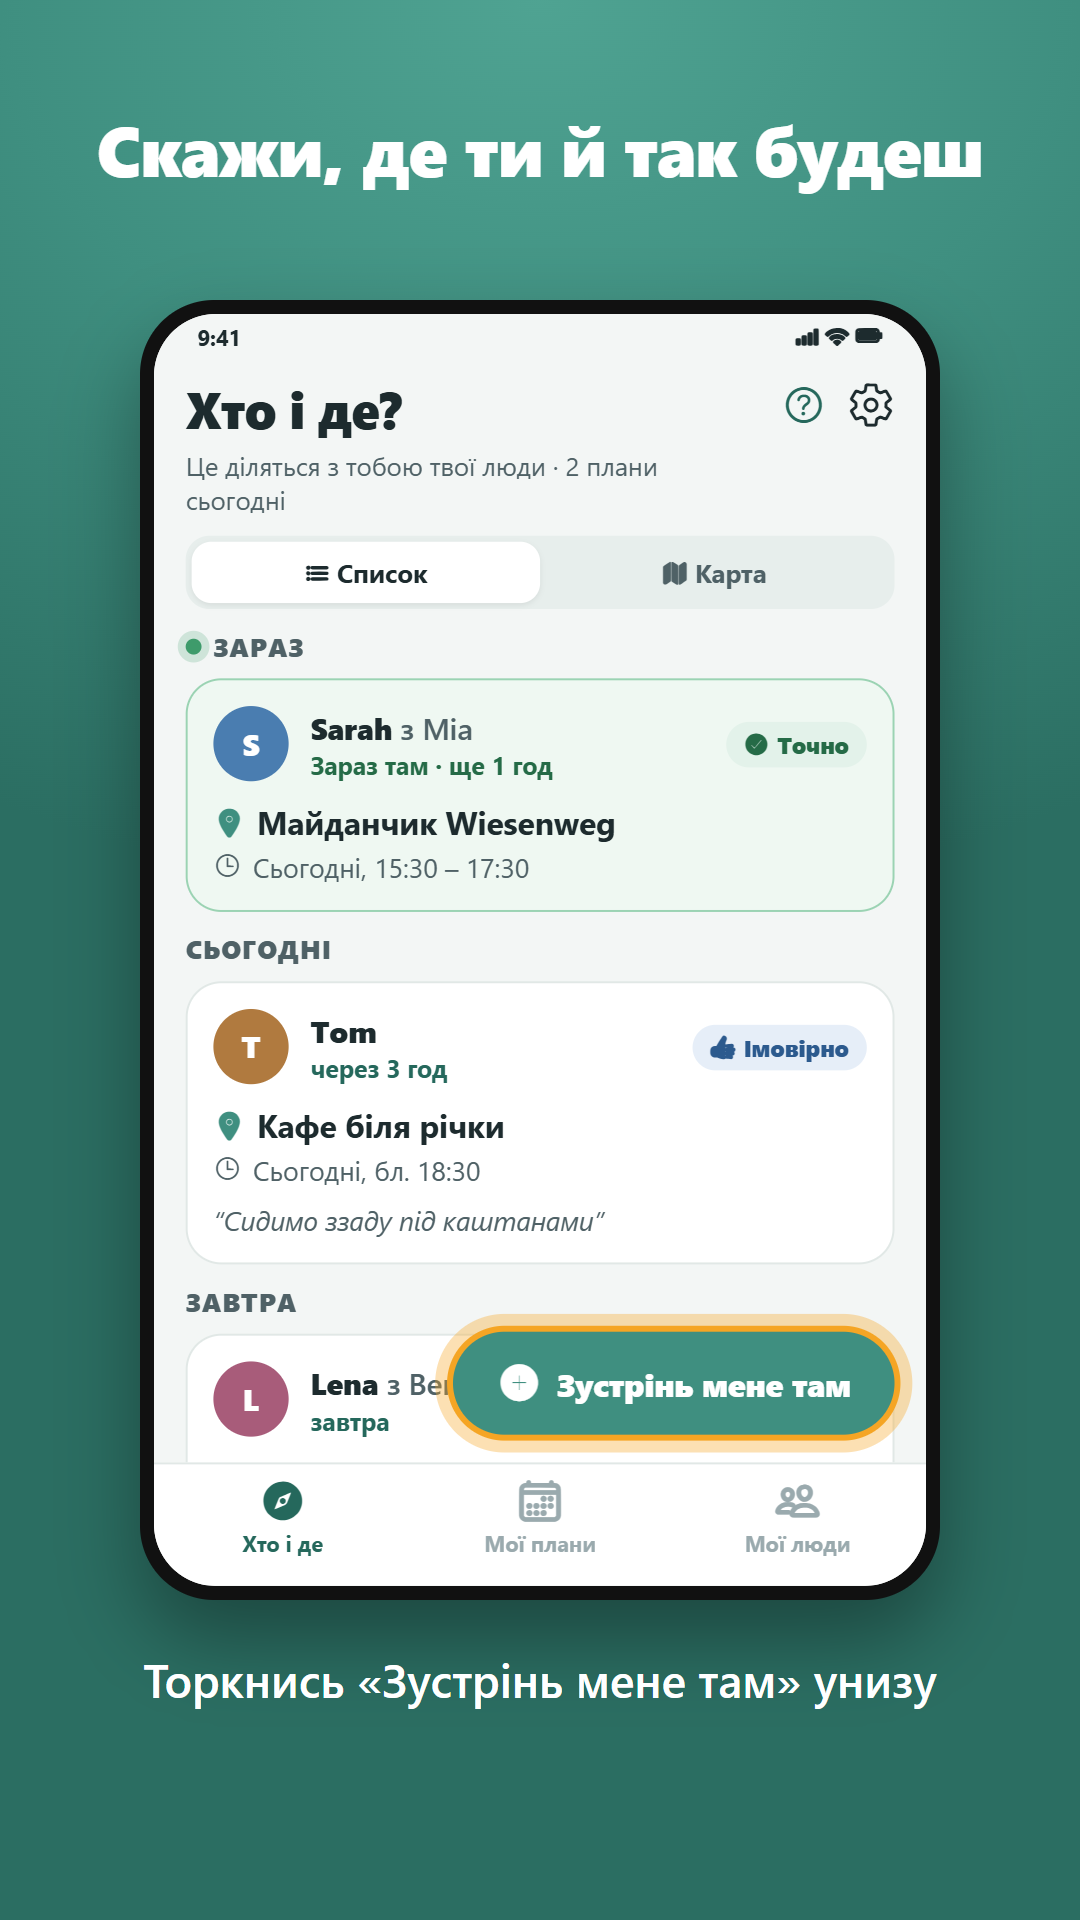 Скажи, де ти й так будеш
9:41
Хто і де?
Це діляться з тобою твої люди · 2 плани
сьогодні
Список
Карта
ЗАРАЗ
S
Sarah з Mia
Точно
Зараз там · ще 1 год
Майданчик Wiesenweg
Сьогодні, 15:30 – 17:30
СЬОГОДНІ
T
Tom
Імовірно
через 3 год
Кафе біля річки
Сьогодні, бл. 18:30
“Сидимо ззаду під каштанами”
ЗАВТРА
L
Lena з
завтра
Зустрінь мене там
Хто і де
Мої плани
Мої люди
Торкнись «Зустрінь мене там» унизу